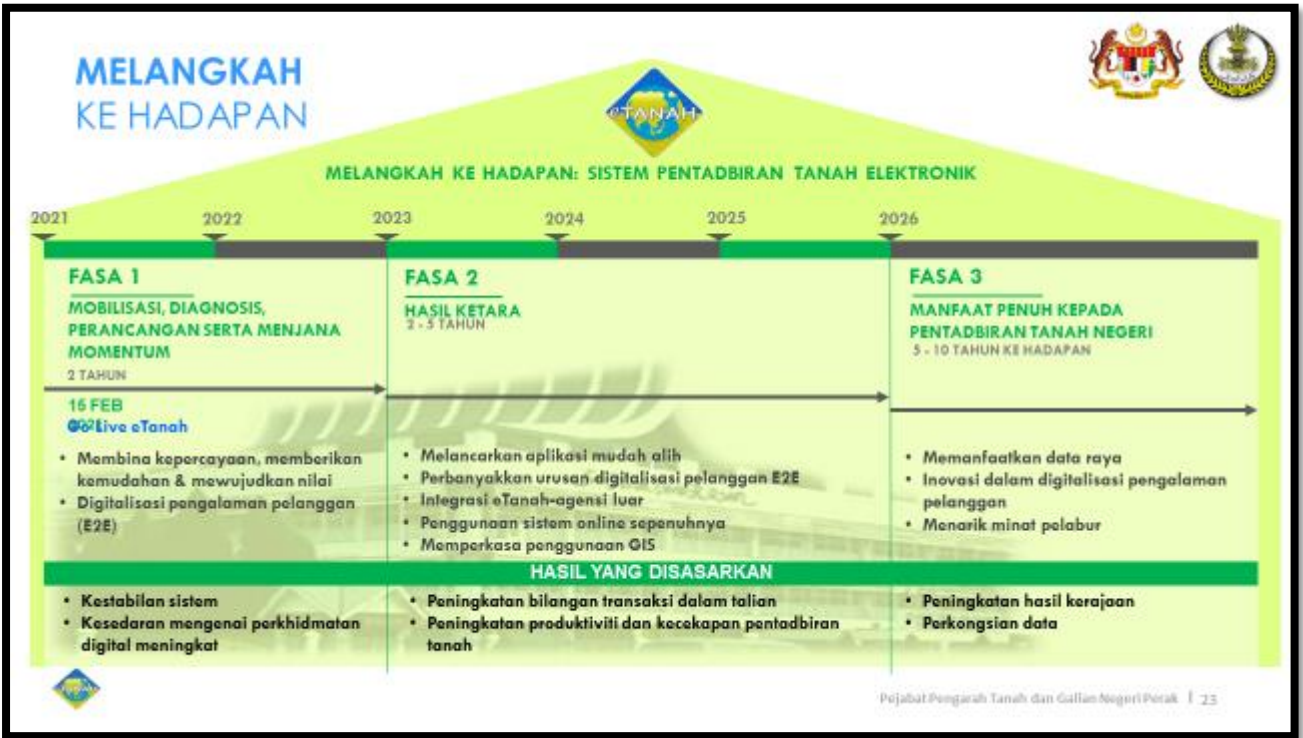 MELANGKAH
KE HADAPAN
eTANAH
MELANGKAH KE HADAPAN: SISTEM PENTADBIRAN TANAH ELEKTRONIK
2021 2022 2023 2024 2025 2026
FASA 1
MOBILISASI, DIAGNOSIS,
PERANCANGAN SERTA MENJANA
MOMENTUM
2 TAHUN
16 FEB
Go-Live eTanah
• Membina kepercayaan, memberikan
kemudahan & mewujudkan nilai
• Digitalisasi pengalaman pelanggan
(E2E)
FASA 2
HASIL KETARA
2 - 5 TAHUN
• Melancarkan aplikasi mudah alih
• Perbanyakkan urusan digitalisasi pelanggan E2E
• Integrasi eTanah-agensi luar
• Penggunaan sistem online sepenuhnya
• Memperkasa penggunaan GIS
FASA 3
MANFAAT PENUH KEPADA
PENTADBIRAN TANAH NEGERI
5 - 10 TAHUN KE HADAPAN
• Memanfaatkan data raya
• Inovasi dalam digitalisasi pengalaman
pelanggan
• Menarik minat pelabur
HASIL YANG DISASARKAN
• Kestabilan sistem
• Kesedaran mengenai perkhidmatan
digital meningkat
• Peningkatan bilangan transaksi dalam talian
• Peningkatan produktiviti dan kecekapan pentadbiran
tanah
• Peningkatan hasil kerajaan
• Perkongsian data
Pejabat Pengarah Tanah dan Galian Negeri Perak | 23